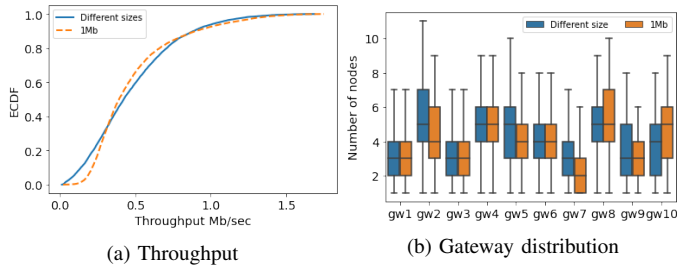 Different sizes
1Mb
1.0
0.8
0.6
0.4
0.2
0.0
ECDF
0.0
0.5
1.0
1.5
Throughput Mb/sec
(a) Throughput
Different size
1Mb
10
8
6
4
2
Number of nodes
gw1 gw2 gw3 gw4 gw5 gw6 gw7 gw8 gw9 gw10
(b) Gateway distribution